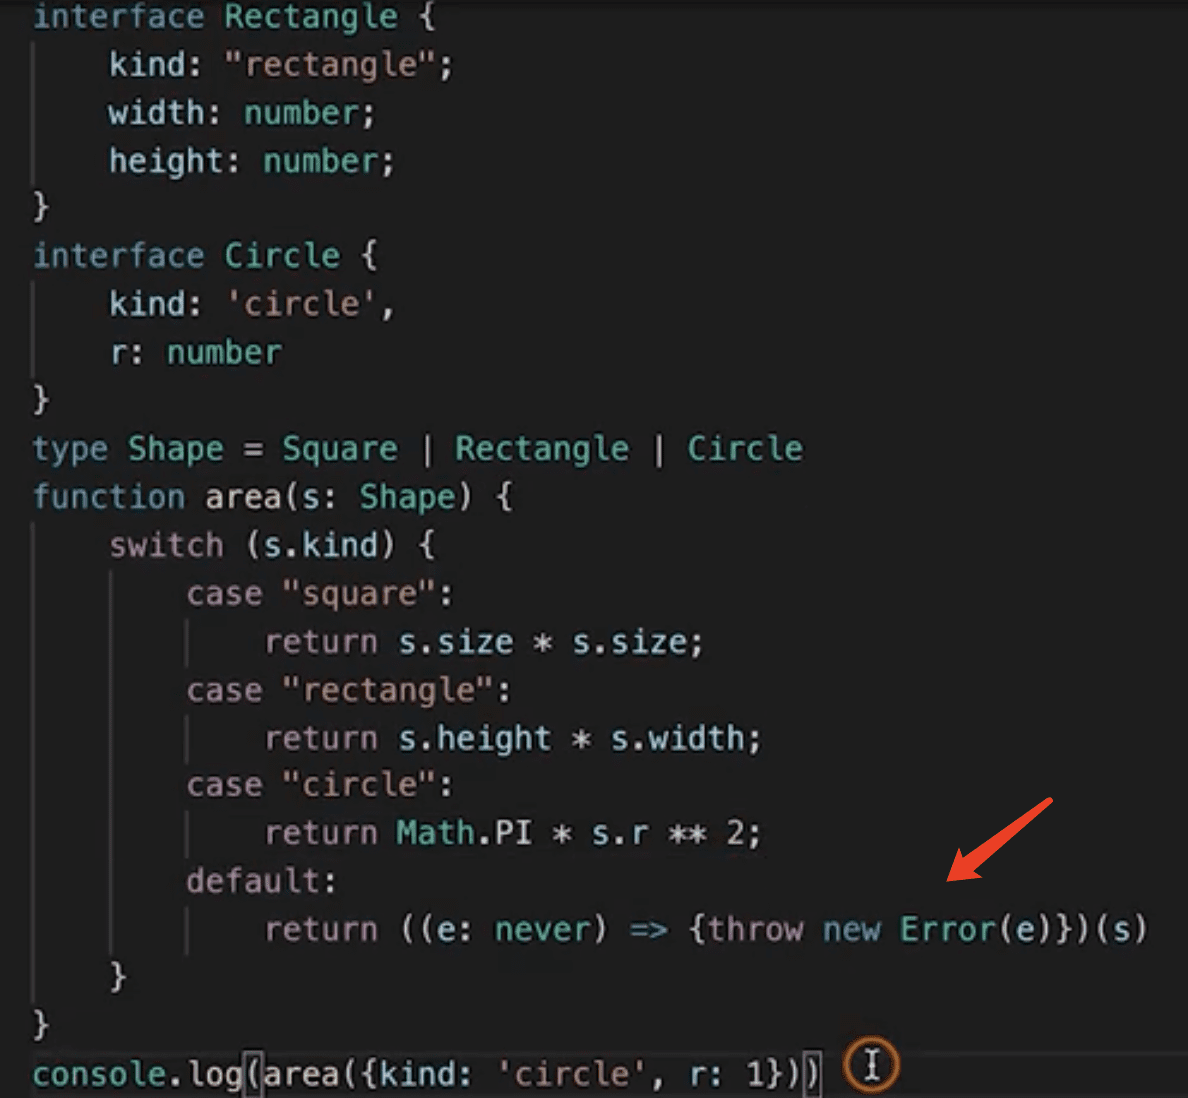 interface Rectangle {
    kind: "rectangle";
    width: number;
    height: number;
}
interface Circle {
    kind: 'circle',
    r: number
}
type Shape = Square | Rectangle | Circle
function area(s: Shape) {
    switch (s.kind) {
        case "square":
            return s.size * s.size;
        case "rectangle":
            return s.height * s.width;
        case "circle":
            return Math.PI * s.r ** 2;
        default:
            return ((e: never) => {throw new Error(e)})(s)
    }
}
console.log(area({kind: 'circle', r: 1}))